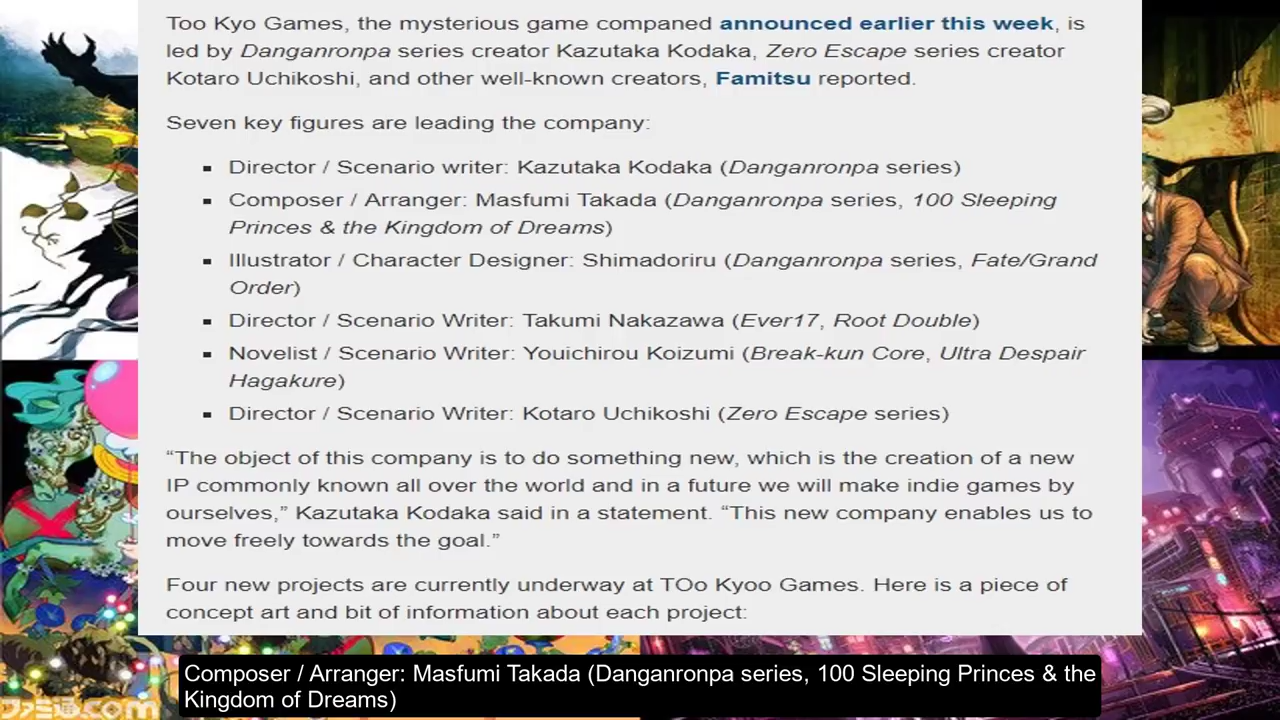 Too Kyo Games, the mysterious game companed announced earlier this week, is
led by Danganronpa series creator Kazutaka Kodaka, Zero Escape series creator
Kotaro Uchikoshi, and other well-known creators, Famitsu reported.
Seven key figures are leading the company:
▪ Director / Scenario writer: Kazutaka Kodaka (Danganronpa series)
▪ Composer / Arranger: Masfumi Takada (Danganronpa series, 100 Sleeping
Princes & the Kingdom of Dreams)
▪ Illustrator / Character Designer: Shimadoriru (Danganronpa series, Fate/Grand
Order)
▪ Director / Scenario Writer: Takumi Nakazawa (Ever17, Root Double)
▪ Novelist / Scenario Writer: Youichirou Koizumi (Break-kun Core, Ultra Despair
Hagakure)
▪ Director / Scenario Writer: Kotaro Uchikoshi (Zero Escape series)
“The object of this company is to do something new, which is the creation of a new
IP commonly known all over the world and in a future we will make indie games by
ourselves,” Kazutaka Kodaka said in a statement. “This new company enables us to
move freely towards the goal.”
Four new projects are currently underway at TOo Kyoo Games. Here is a piece of
concept art and bit of information about each project:
Composer / Arranger: Masfumi Takada (Danganronpa series, 100 Sleeping Princes & the
Kingdom of Dreams)
ファミ通.com